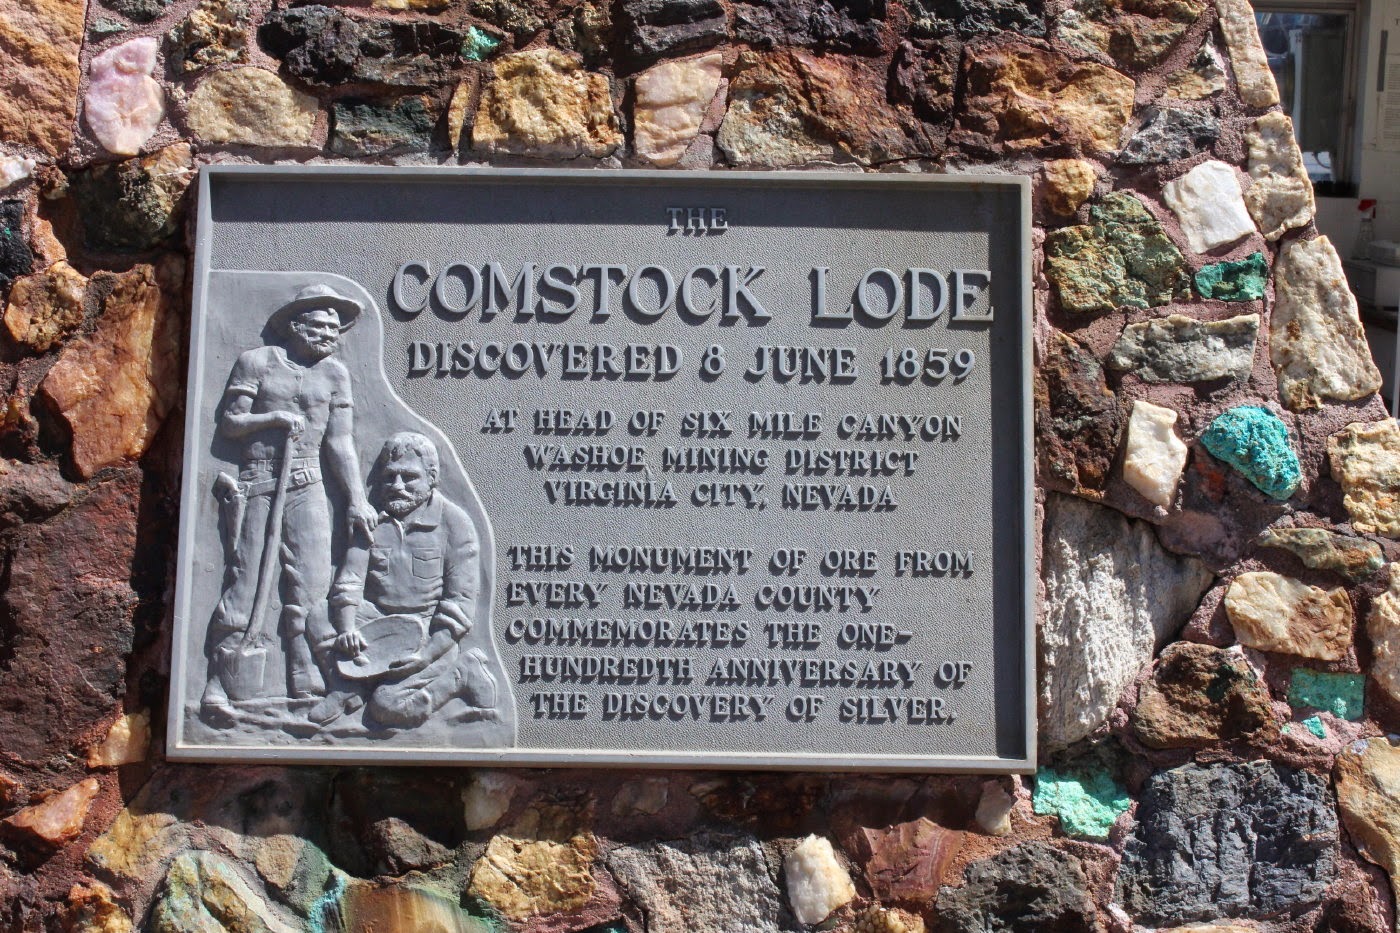 THE
COMSTOCK LODE
DISCOVERED 8 JUNE 1859
AT HEAD OF SIX MILE CANYON
WASHOE MINING DISTRICT
VIRGINIA CITY, NEVADA
THIS MONUMENT OF ORE FROM
EVERY NEVADA COUNTY
COMMEMORATES THE ONE-
HUNDREDTH ANNIVERSARY OF
THE DISCOVERY OF SILVER.